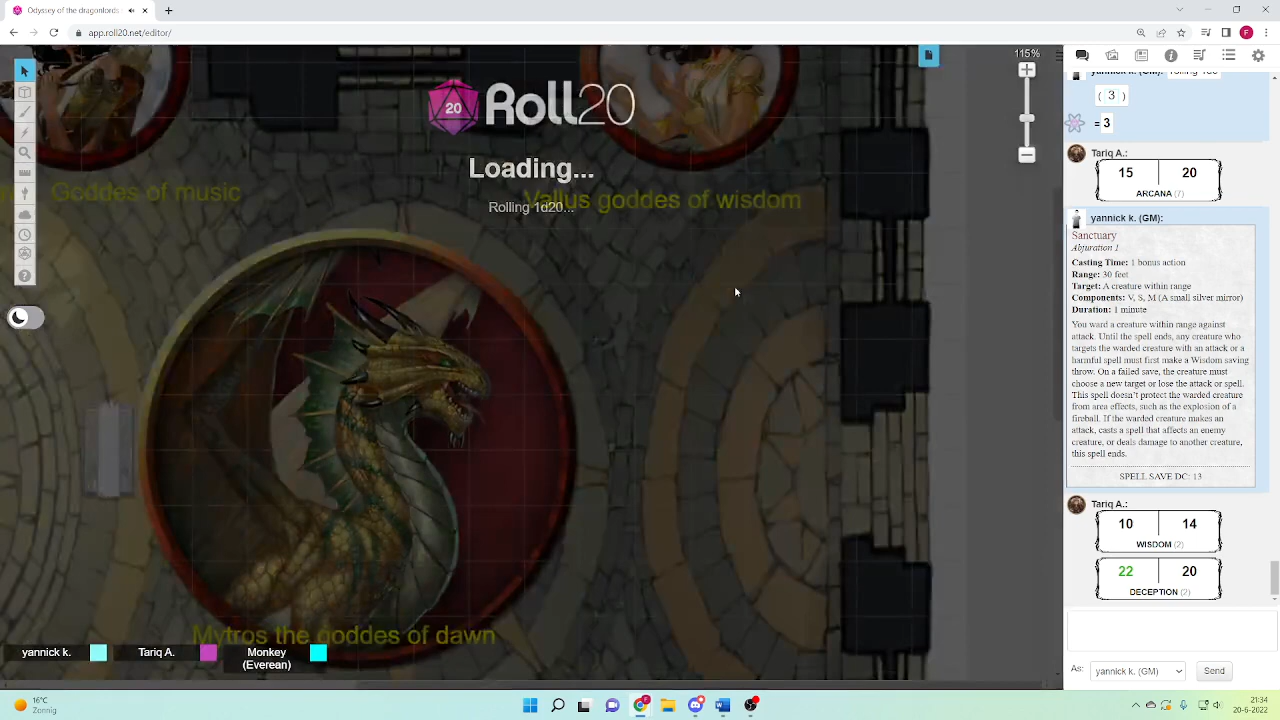 Odyssey of the dragonlords
app.roll20.net/editor/
115%
20
Roll20
Loading...
Rolling 1d20...
Goddes of music
Vallus goddes of wisdom
Mytros the goddes of dawn
yannick k.
Tariq A.
Monkey
(Everean)
( 3 )
=3
Tariq A.:
15 20
ARCANA (7)
yannick k. (GM):
Sanctuary
Abjuration 1
Casting Time: 1 bonus action
Range: 30 feet
Target: A creature within range
Components: V, S, M (A small silver mirror)
Duration: 1 minute
You ward a creature within range against
attack. Until the spell ends, any creature who
targets the warded creature with an attack or a
harmful spell must first make a Wisdom saving
throw. On a failed save, the creature must
choose a new target or lose the attack or spell.
This spell doesn't protect the warded creature
from area effects, such as the explosion of a
fireball. If the warded creature makes an
attack, casts a spell that affects an enemy
creature, or deals damage to another creature,
this spell ends.
SPELL SAVE DC: 13
Tariq A.:
10 14
WISDOM (2)
22 20
DECEPTION (2)
As:
yannick k. (GM)
Send
16°C
Zonnig
21:34
20-6-2022